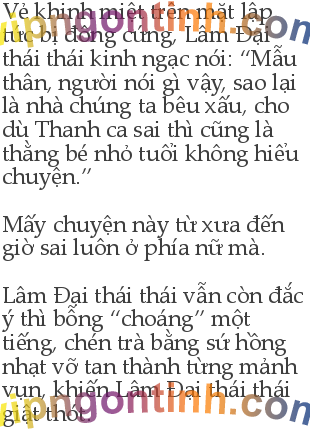 Vẻ khinh miệt trên mặt lập
tức bị đông cứng, Lâm Đại
thái thái kinh ngạc nói: “Mẫu
thân, người nói gì vậy, sao lại
là nhà chúng ta bêu xấu, cho
dù Thanh ca sai thì cũng là
thằng bé nhỏ tuổi không hiểu
chuyện.”
Mấy chuyện này từ xưa đến
giờ sai luôn ở phía nữ mà.
Lâm Đại thái thái vẫn còn đắc
ý thì bỗng “choáng” một
tiếng, chén trà bằng sứ hồng
nhạt vỡ tan thành từng mảnh
vụn, khiến Lâm Đại thái thái
giật thót.
vipngontinh.com
vipngontinh.com